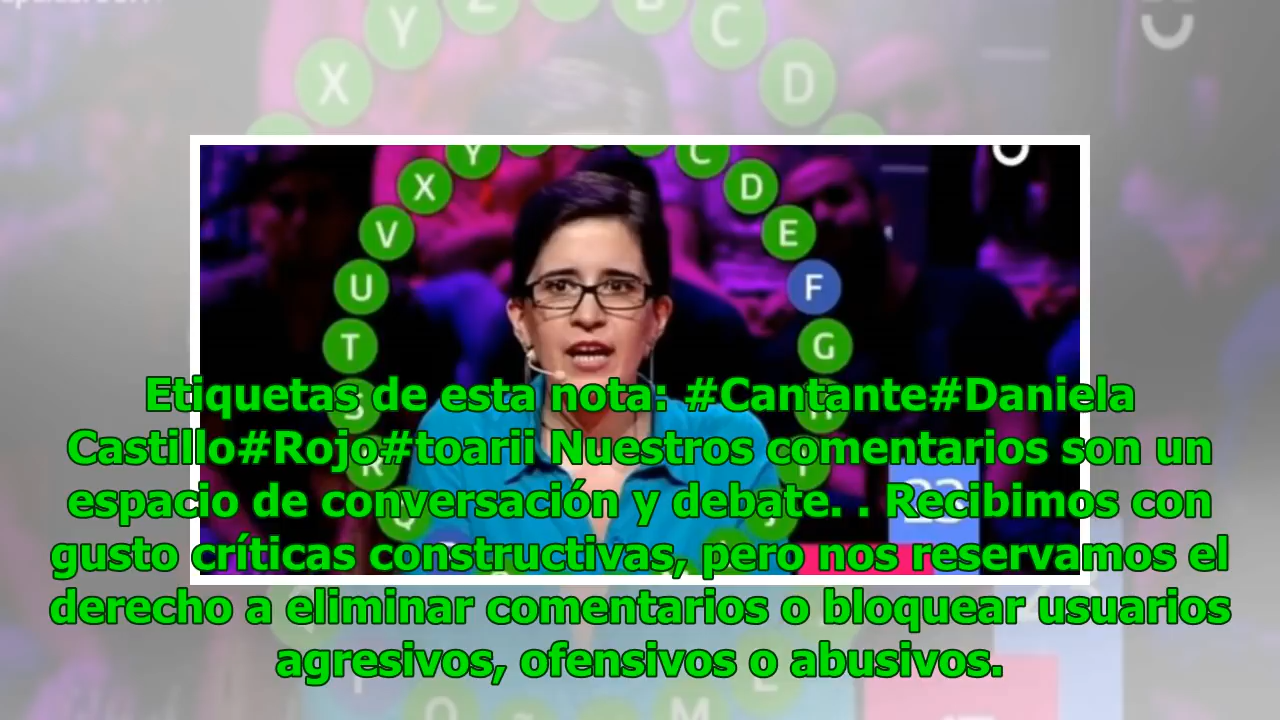 Y
C
D
X
Y
C
X
D
V
E
U
F
T
G
S
H
Etiquetas de esta nota: #Cantante#Daniela
Castillo#Rojo#toarii Nuestros comentarios son un
R
I
espacio de conversación y debate. . Recibimos con
23
Q
J
gusto críticas constructivas, pero nos reservamos el
derecho a eliminar comentarios o bloquear usuarios
agresivos, ofensivos o abusivos.
M